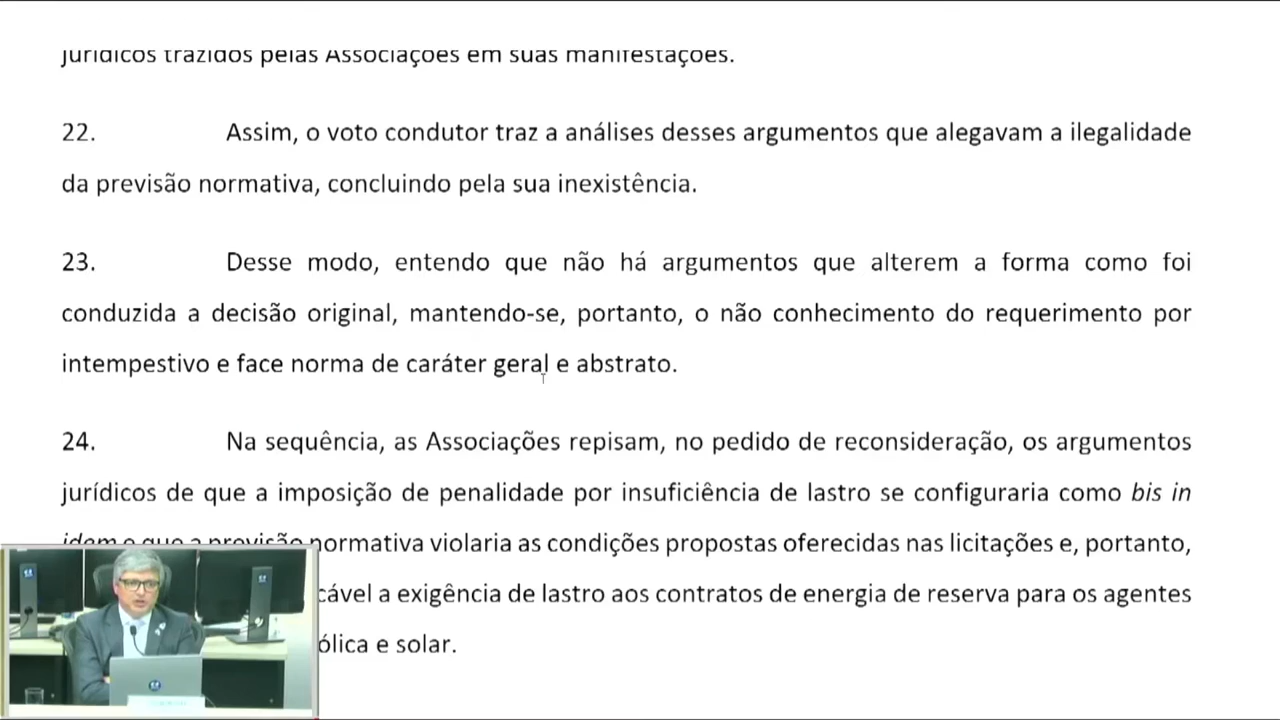 jurídicos trazidos pelas Associações em suas manifestações.
22. Assim, o voto condutor traz a análises desses argumentos que alegavam a ilegalidade
da previsão normativa, concluindo pela sua inexistência.
23. Desse modo, entendo que não há argumentos que alterem a forma como foi
conduzida a decisão original, mantendo-se, portanto, o não conhecimento do requerimento por
intempestivo e face norma de caráter geral e abstrato.
24. Na sequência, as Associações repisam, no pedido de reconsideração, os argumentos
jurídicos de que a imposição de penalidade por insuficiência de lastro se configuraria como bis in
idem e que a previsão normativa violaria as condições propostas oferecidas nas licitações e, portanto,
cável a exigência de lastro aos contratos de energia de reserva para os agentes
ólica e solar.